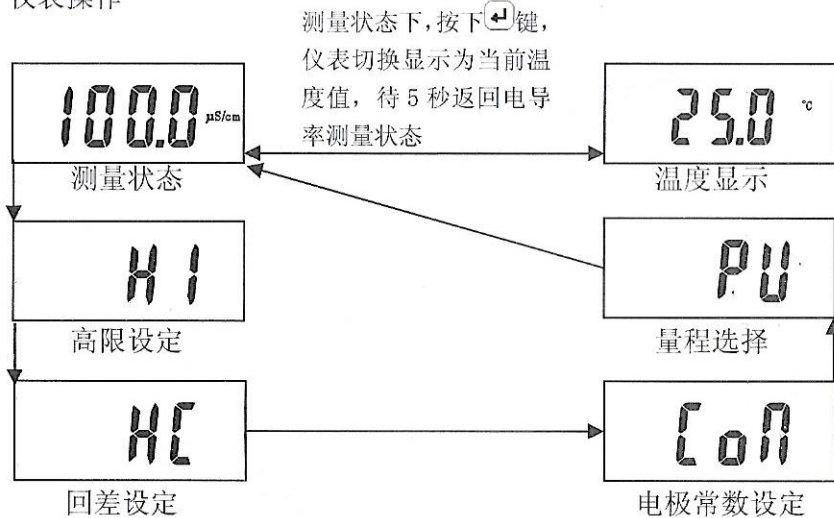 仪表操作
测量状态下,按下键,
仪表切换显示为当前温
度值，待 5 秒返回电导
率测量状态
100.0 μS/cm
25.0 ℃
测量状态
温度显示
HI
PU
高限设定
量程选择
HC
CoM
回差设定
电极常数设定